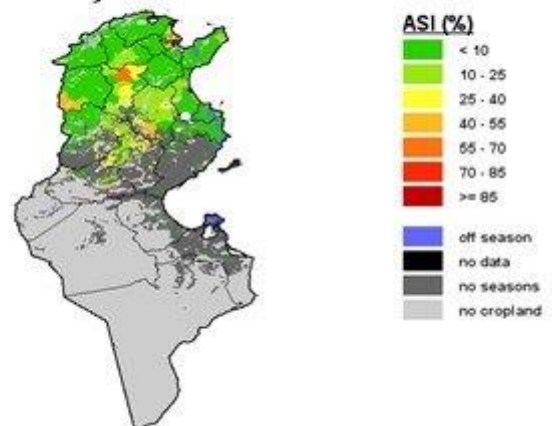 ASI (%)
< 10
10 - 25
25 - 40
40 - 55
55 - 70
70 - 85
>= 85
off season
no data
no seasons
no cropland